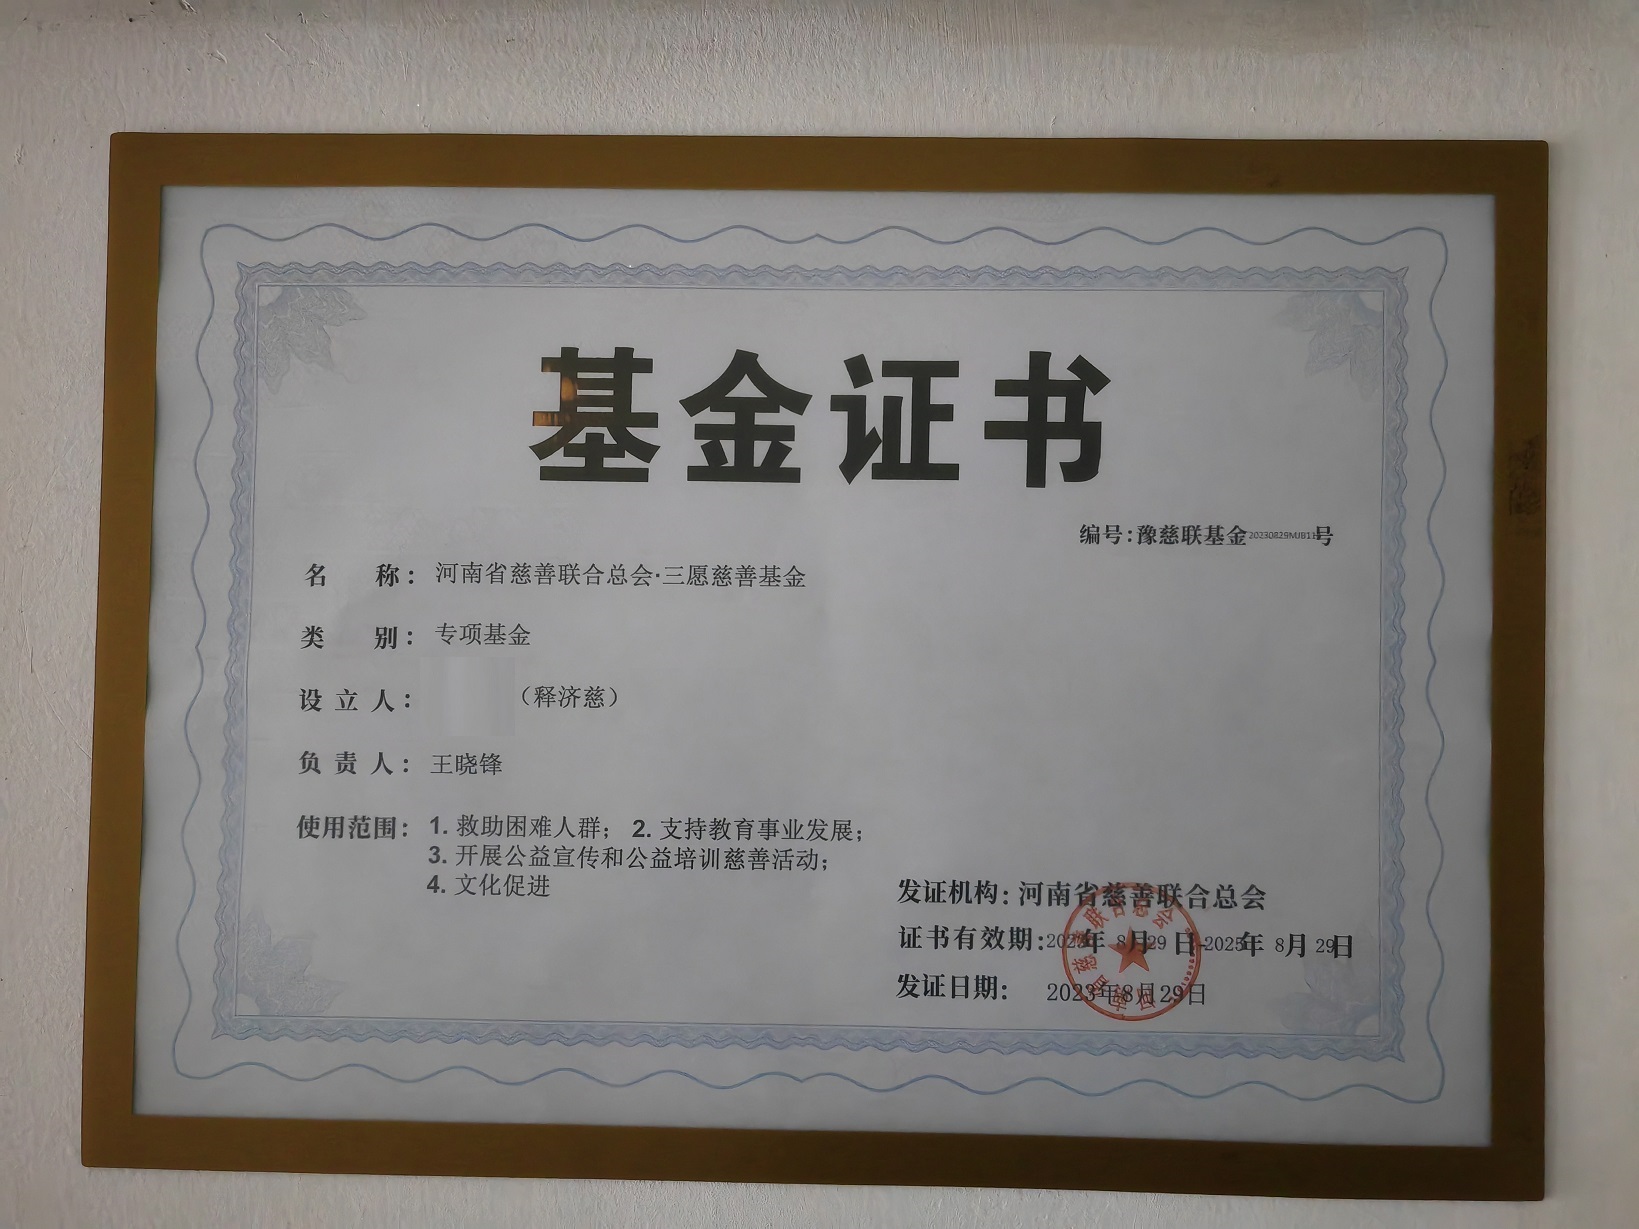 基金证书
编号:豫慈联基金20230829MJB11号
名称：河南省慈善联合总会·三愿慈善基金
类别：专项基金
设立人：（释济慈）
负责人：王晓锋
使用范围：1. 救助困难人群；2. 支持教育事业发展；
3. 开展公益宣传和公益培训慈善活动；
4. 文化促进
发证机构：河南省慈善联合总会
证书有效期：2023年 8月29 日-2025年 8月 29日
发证日期： 2023年8月29日